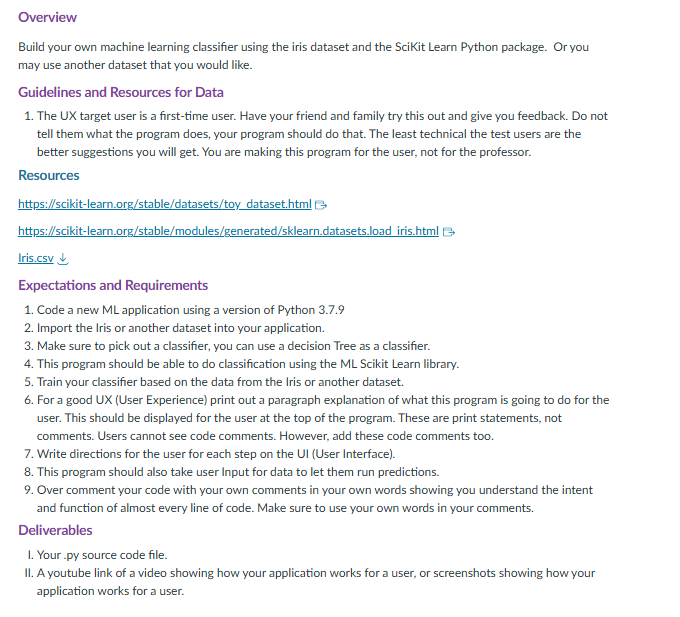 Overview
Build your own machine learning classifier using the iris dataset and the SciKit Learn Python package.  Or you
may use another dataset that you would like.
Guidelines and Resources for Data
1. The UX target user is a first-time user. Have your friend and family try this out and give you feedback. Do not
tell them what the program does, your program should do that. The least technical the test users are the
better suggestions you will get. You are making this program for the user, not for the professor.
Resources
https://scikit-learn.org/stable/datasets/toy_dataset.html
https://scikit-learn.org/stable/modules/generated/sklearn.datasets.load_iris.html
Iris.csv
Expectations and Requirements
1. Code a new ML application using a version of Python 3.7.9
2. Import the Iris or another dataset into your application.
3. Make sure to pick out a classifier, you can use a decision Tree as a classifier.
4. This program should be able to do classification using the ML Scikit Learn library.
5. Train your classifier based on the data from the Iris or another dataset.
6. For a good UX (User Experience) print out a paragraph explanation of what this program is going to do for the
user. This should be displayed for the user at the top of the program. These are print statements, not
comments. Users cannot see code comments. However, add these code comments too.
7. Write directions for the user for each step on the UI (User Interface).
8. This program should also take user Input for data to let them run predictions.
9. Over comment your code with your own comments in your own words showing you understand the intent
and function of almost every line of code. Make sure to use your own words in your comments.
Deliverables
I. Your .py source code file.
II. A youtube link of a video showing how your application works for a user, or screenshots showing how your
application works for a user.